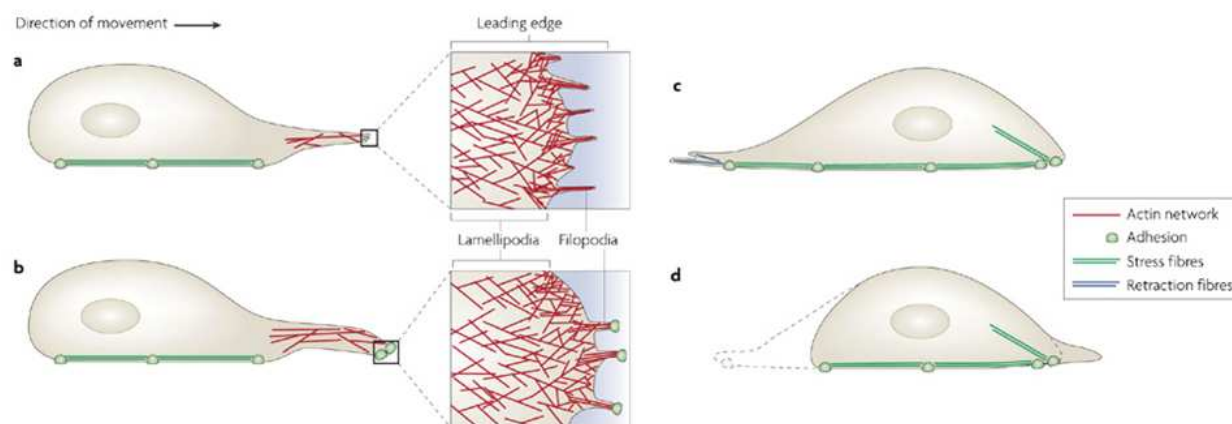 Direction of movement
Leading edge
a
c
Lamellipodia
Filopodia
Actin network
Adhesion
Stress fibres
Retraction fibres
b
d